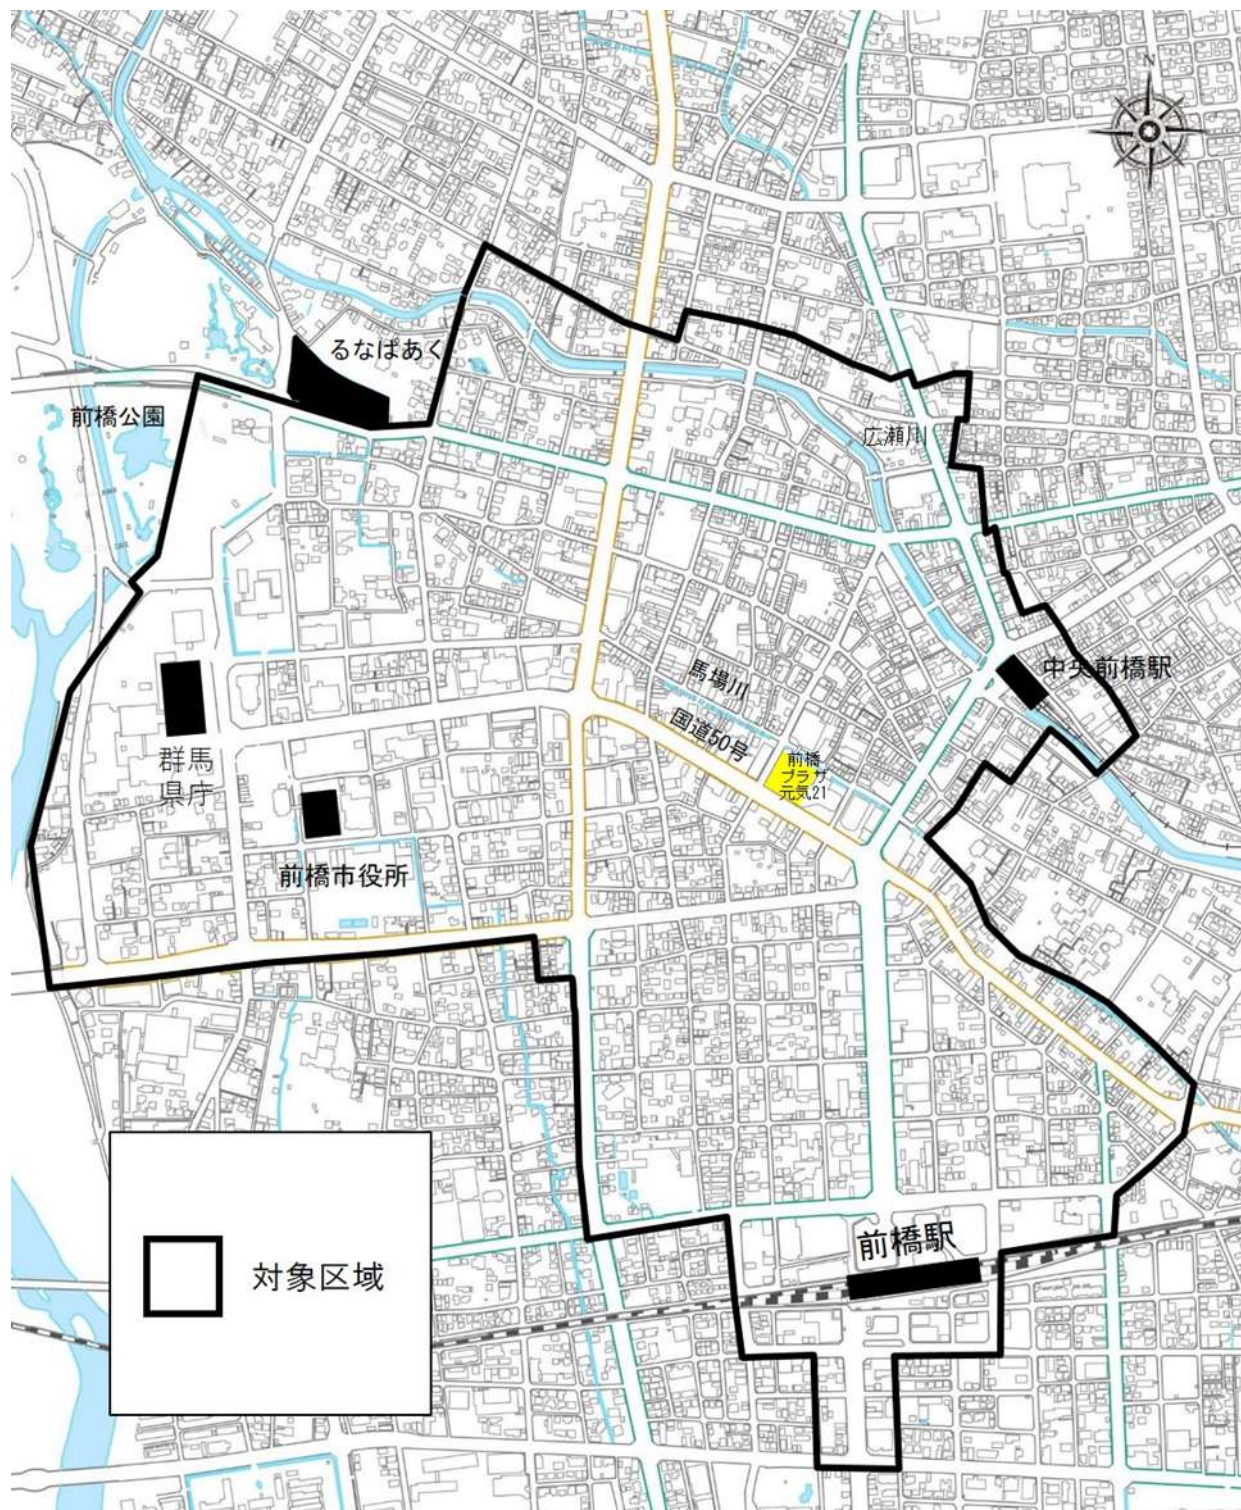 N
るなぱあく
前橋公園
広瀬川
馬場川
中央前橋駅
国道50号
群馬
県庁
前橋
プラザ
元気21
前橋市役所
前橋駅
対象区域